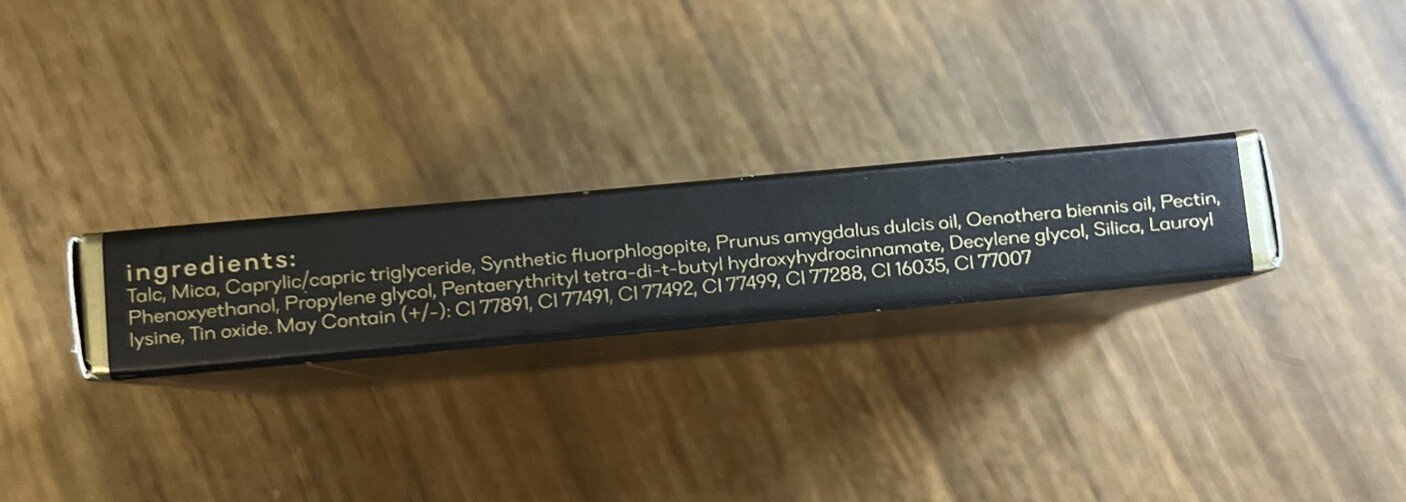 ingredients:
Talc, Mica, Caprylic/capric triglyceride, Synthetic fluorphlogopite, Prunus amygdalus dulcis oil, Oenothera biennis oil, Pectin,
Phenoxyethanol, Propylene glycol, Pentaerythrityl tetra-di-t-butyl hydroxyhydrocinnamate, Decylene glycol, Silica, Lauroyl
lysine, Tin oxide. May Contain (+/-): CI 77891, CI 77491, CI 77492, CI 77499, CI 77288, CI 16035, CI 77007